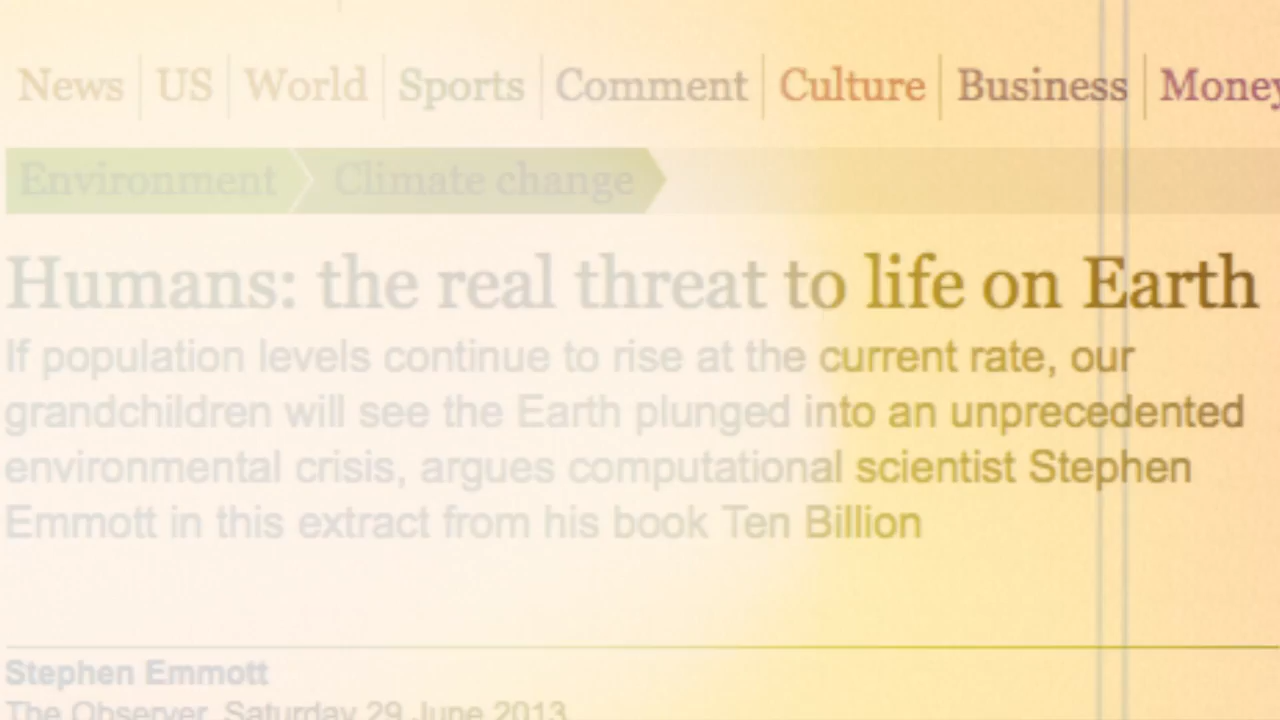 News US World Sports Comment Culture Business Money
Environment Climate change
Humans: the real threat to life on Earth
If population levels continue to rise at the current rate, our
grandchildren will see the Earth plunged into an unprecedented
environmental crisis, argues computational scientist Stephen
Emmott in this extract from his book Ten Billion
Stephen Emmott
The Observer, Saturday 29 June 2013